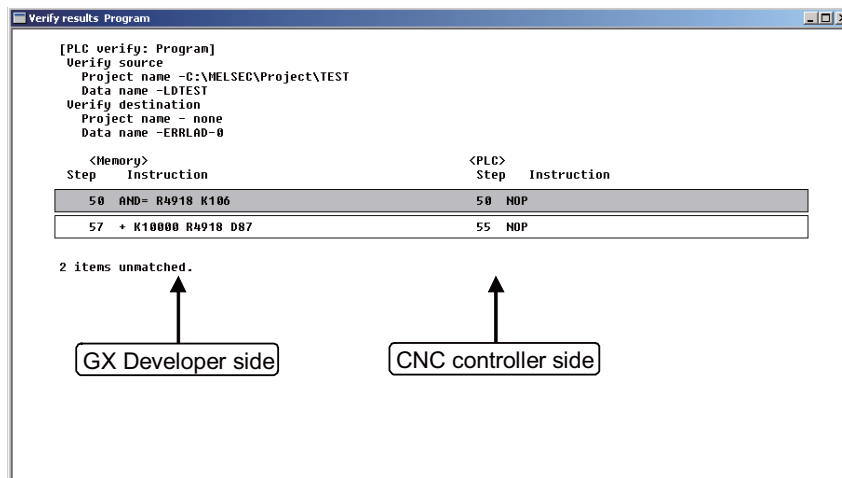 Verify results Program
[PLC verify: Program]
Verify source
Project name -C:\MELSEC\Project\TEST
Data name -LDTEST
Verify destination
Project name - none
Data name -ERRLAD-0
<Memory> <PLC>
Step Instruction Step Instruction
50 AND= R4918 K106 50 NOP
57 + K10000 R4918 D87 55 NOP
2 items unmatched.
GX Developer side CNC controller side